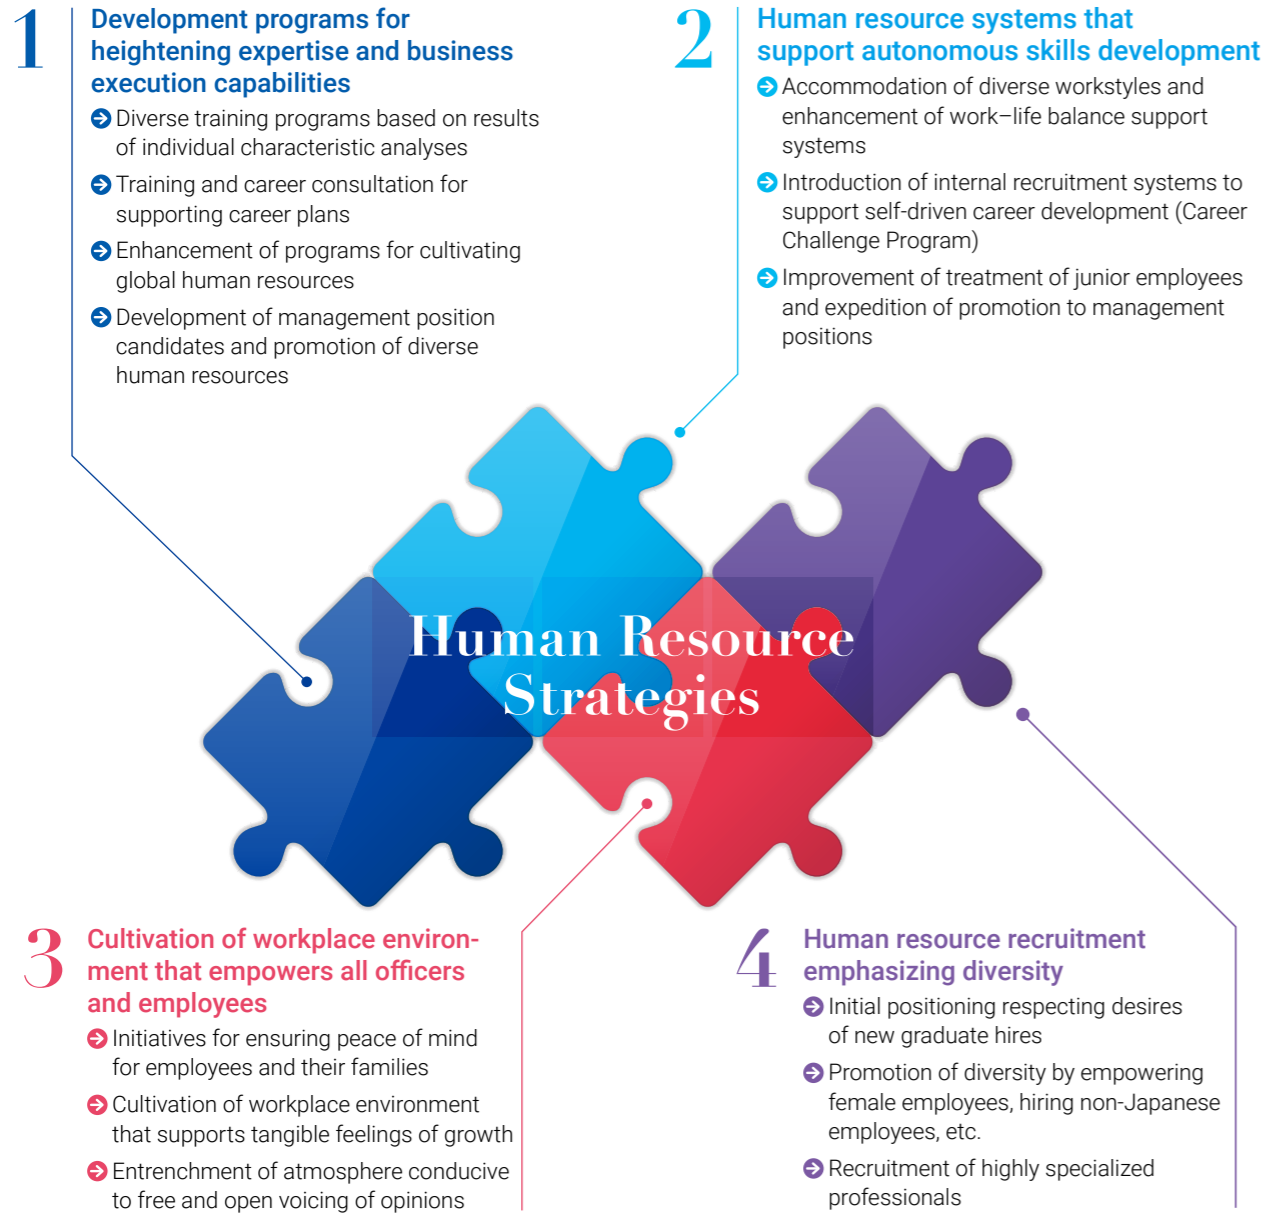 1
Development programs for
heightening expertise and business
execution capabilities
Diverse training programs based on results
of individual characteristic analyses
Training and career consultation for
supporting career plans
Enhancement of programs for cultivating
global human resources
Development of management position
candidates and promotion of diverse
human resources
2
Human resource systems that
support autonomous skills development
Accommodation of diverse workstyles and
enhancement of work–life balance support
systems
Introduction of internal recruitment systems to
support self-driven career development (Career
Challenge Program)
Improvement of treatment of junior employees
and expedition of promotion to management
positions
Human Resource
Strategies
3
Cultivation of workplace environ-
ment that empowers all officers
and employees
Initiatives for ensuring peace of mind
for employees and their families
Cultivation of workplace environment
that supports tangible feelings of growth
Entrenchment of atmosphere conducive
to free and open voicing of opinions
4
Human resource recruitment
emphasizing diversity
Initial positioning respecting desires
of new graduate hires
Promotion of diversity by empowering
female employees, hiring non-Japanese
employees, etc.
Recruitment of highly specialized
professionals